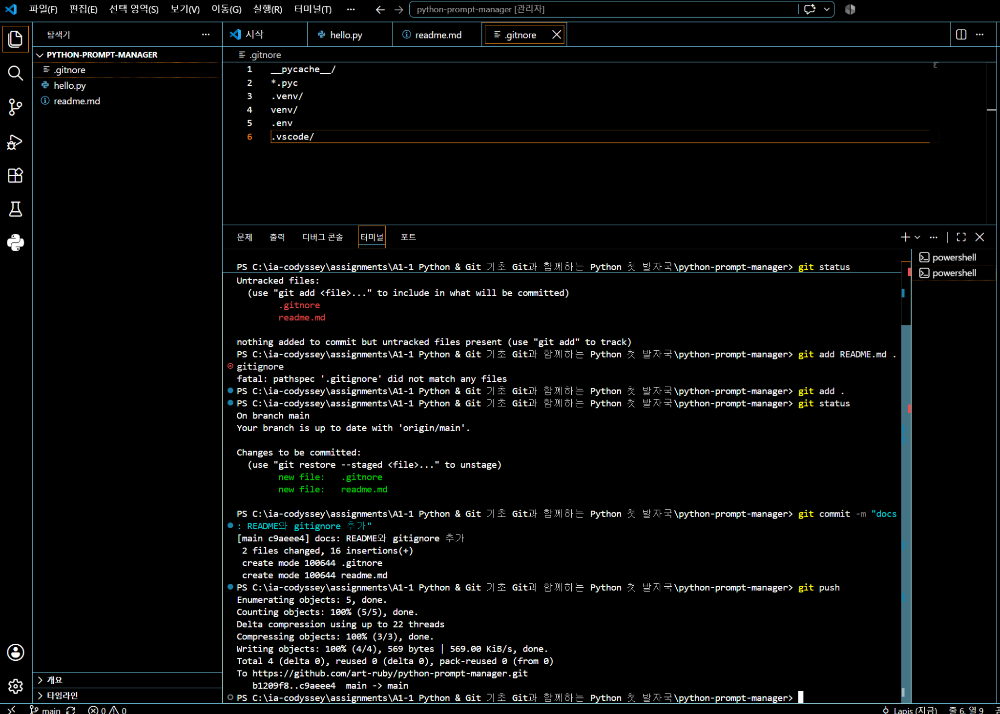 파일(F) 편집(E) 선택 영역(S) 보기(V) 이동(G) 실행(R) 터미널(T) ··· python-prompt-manager [관리자]
탐색기 ···
시작 hello.py readme.md .gitnore
PYTHON-PROMPT-MANAGER
.gitnore
hello.py
readme.md
.gitnore
1 __pycache__/
2 *.pyc
3 .venv/
4 venv/
5 .env
6 .vscode/
문제 출력 디버그 콘솔 터미널 포트
powershell
powershell
PS C:\ia-codyssey\assignments\A1-1 Python & Git 기초 Git과 함께하는 Python 첫 발자국\python-prompt-manager> git status
Untracked files:
(use "git add <file>..." to include in what will be committed)
.gitnore
readme.md
nothing added to commit but untracked files present (use "git add" to track)
PS C:\ia-codyssey\assignments\A1-1 Python & Git 기초 Git과 함께하는 Python 첫 발자국\python-prompt-manager> git add README.md .
gitignore
fatal: pathspec '.gitignore' did not match any files
PS C:\ia-codyssey\assignments\A1-1 Python & Git 기초 Git과 함께하는 Python 첫 발자국\python-prompt-manager> git add .
PS C:\ia-codyssey\assignments\A1-1 Python & Git 기초 Git과 함께하는 Python 첫 발자국\python-prompt-manager> git status
On branch main
Your branch is up to date with 'origin/main'.
Changes to be committed:
(use "git restore --staged <file>..." to unstage)
new file: .gitnore
new file: readme.md
PS C:\ia-codyssey\assignments\A1-1 Python & Git 기초 Git과 함께하는 Python 첫 발자국\python-prompt-manager> git commit -m "docs
: README와 gitignore 추가"
[main c9aeee4] docs: README와 gitignore 추가
2 files changed, 16 insertions(+)
create mode 100644 .gitnore
create mode 100644 readme.md
PS C:\ia-codyssey\assignments\A1-1 Python & Git 기초 Git과 함께하는 Python 첫 발자국\python-prompt-manager> git push
Enumerating objects: 5, done.
Counting objects: 100% (5/5), done.
Delta compression using up to 22 threads
Compressing objects: 100% (3/3), done.
Writing objects: 100% (4/4), 569 bytes | 569.00 KiB/s, done.
Total 4 (delta 0), reused 0 (delta 0), pack-reused 0 (from 0)
To https://github.com/art-ruby/python-prompt-manager.git
b1209f8..c9aeee4 main -> main
PS C:\ia-codyssey\assignments\A1-1 Python & Git 기초 Git과 함께하는 Python 첫 발자국\python-prompt-manager>
개요
타임라인
main 0 0 Lapis (지금) 줄 6, 열 9